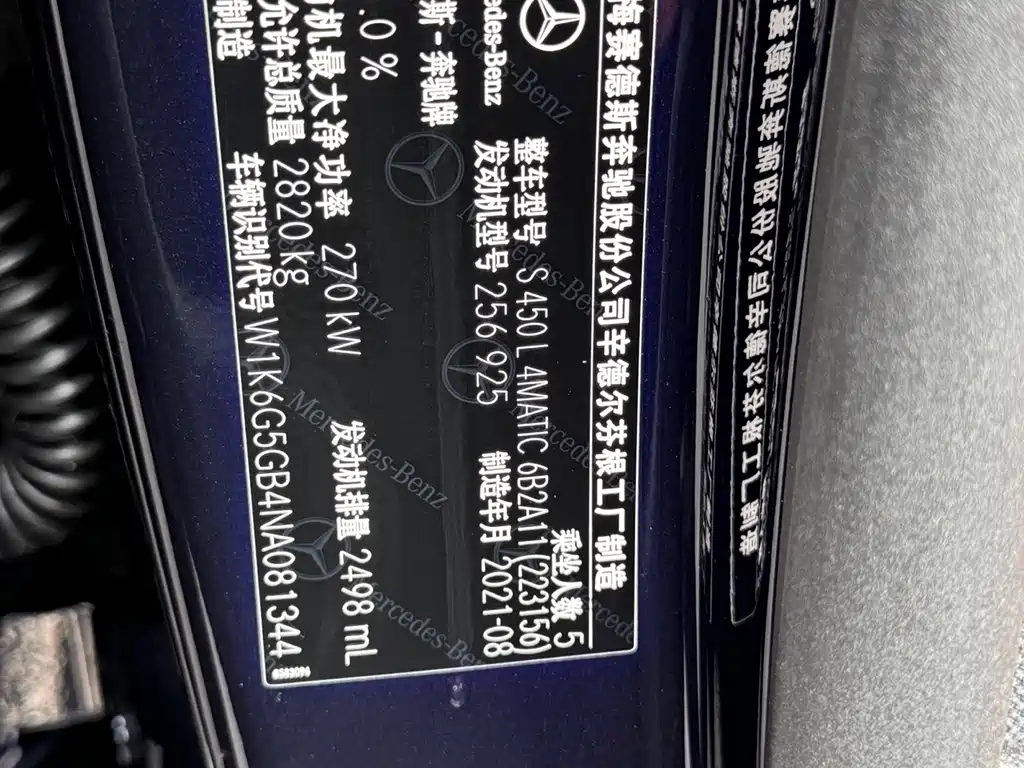 梅赛德斯奔驰股份公司辛德尔芬根工厂制造
乘坐人数 5
Mercedes-Benz
整车型号 S 450 L 4MATIC 6B2A11 (223156)
发动机型号 256 925
制造年月 2021-08
斯-奔驰牌
.0 %
机最大净功率 270 kW
发动机排量 2498 mL
允许总质量 2820 kg
制造
车辆识别代号 W1K6G5GB4NA081344